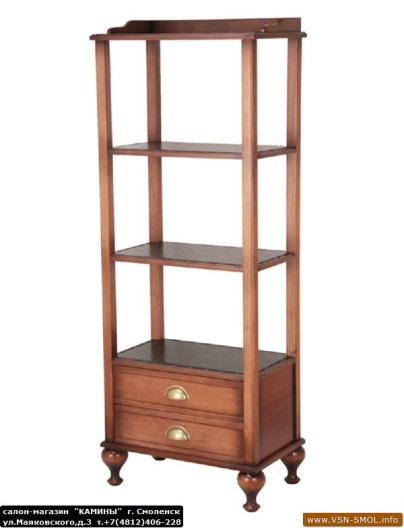 салон-магазин "КАМИНЫ" г. Смоленск
ул.Маяковского,д.3 т.+7(4812)406-228
www.VSN-SMOL.info